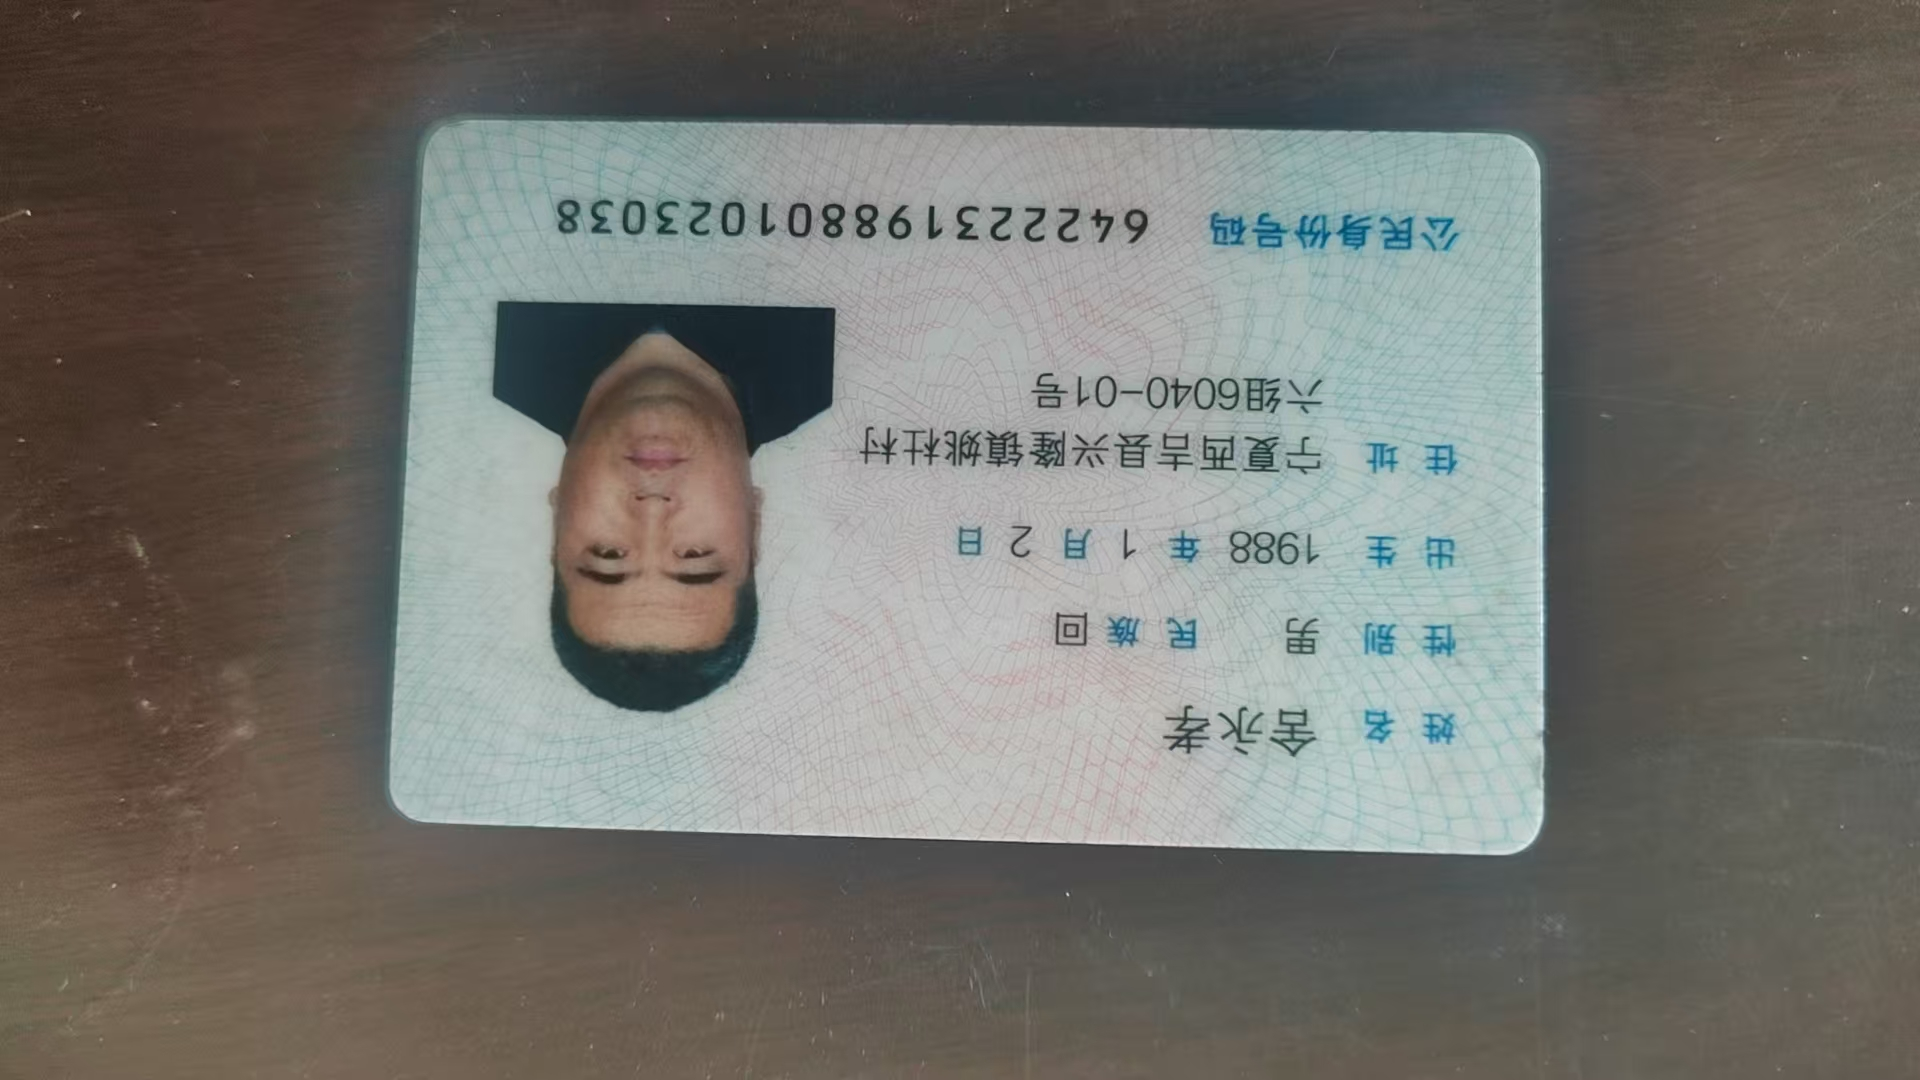 姓名 舍永孝
性别 男 民族 回
出生 1988 年 1 月 2 日
住址 宁夏西吉县兴隆镇姚杜村
六组6040-01号
公民身份号码 642223198801023038